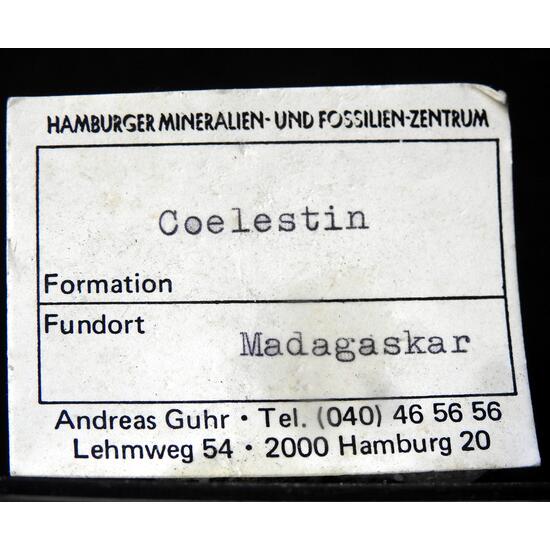 HAMBURGER MINERALIEN- UND FOSSILIEN-ZENTRUM
Coelestin
Formation
Fundort
Madagaskar
Andreas Guhr • Tel. (040) 46 56 56
Lehmweg 54 • 2000 Hamburg 20